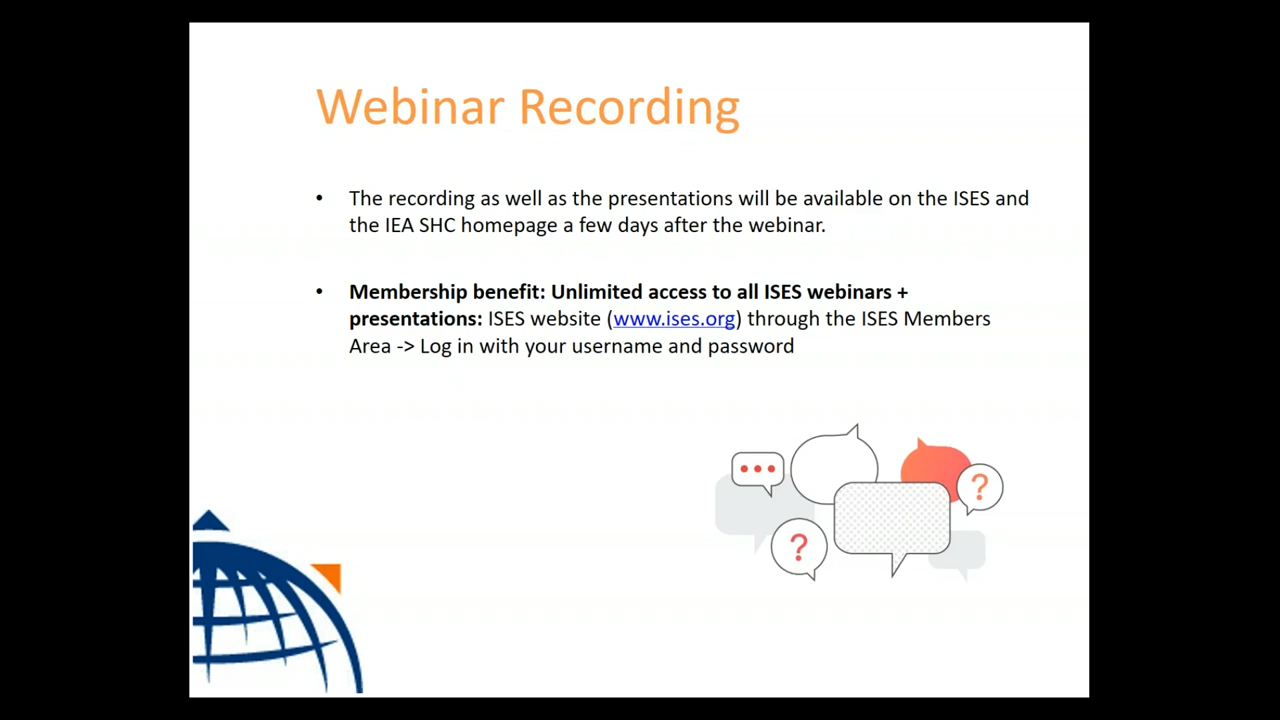 Webinar Recording
• The recording as well as the presentations will be available on the ISES and
the IEA SHC homepage a few days after the webinar.
• Membership benefit: Unlimited access to all ISES webinars +
presentations: ISES website (www.ises.org) through the ISES Members
Area -> Log in with your username and password
?
?